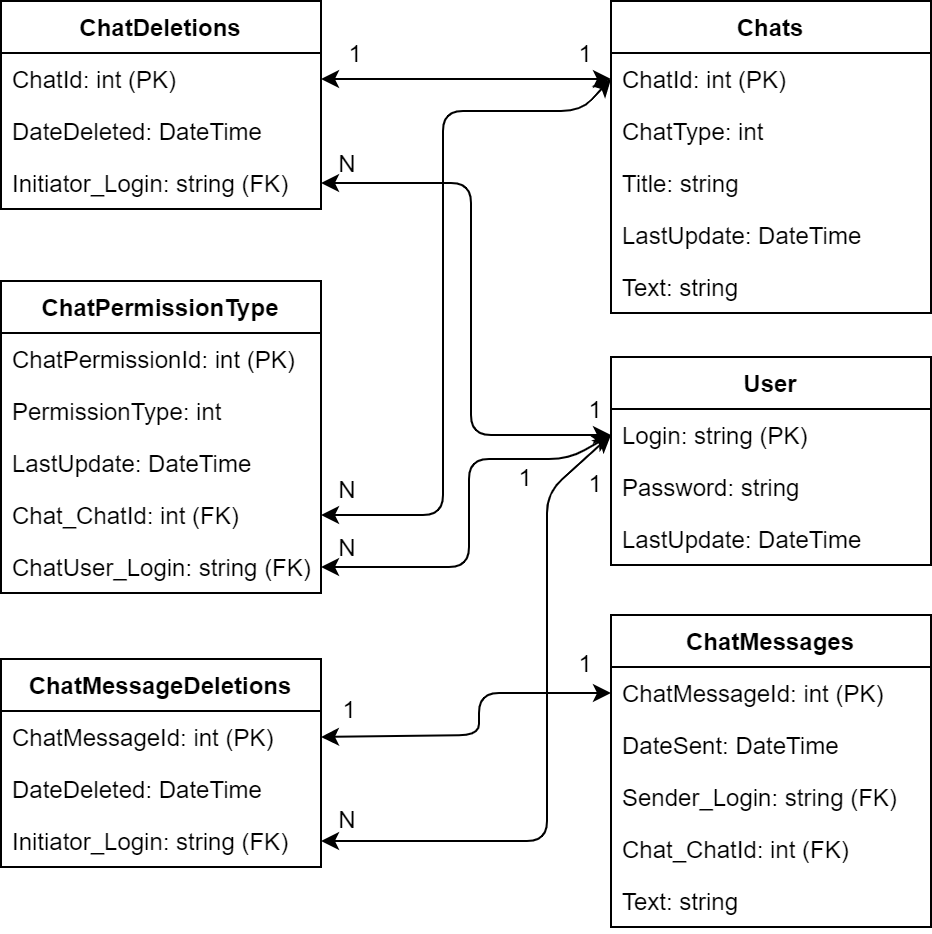 ChatDeletions
ChatId: int (PK)
DateDeleted: DateTime
Initiator_Login: string (FK)
1
1
N
Chats
ChatId: int (PK)
ChatType: int
Title: string
LastUpdate: DateTime
Text: string
ChatPermissionType
ChatPermissionId: int (PK)
PermissionType: int
LastUpdate: DateTime
Chat_ChatId: int (FK)
ChatUser_Login: string (FK)
N
N
1
1
1
User
Login: string (PK)
Password: string
LastUpdate: DateTime
ChatMessageDeletions
ChatMessageId: int (PK)
DateDeleted: DateTime
Initiator_Login: string (FK)
1
1
N
ChatMessages
ChatMessageId: int (PK)
DateSent: DateTime
Sender_Login: string (FK)
Chat_ChatId: int (FK)
Text: string